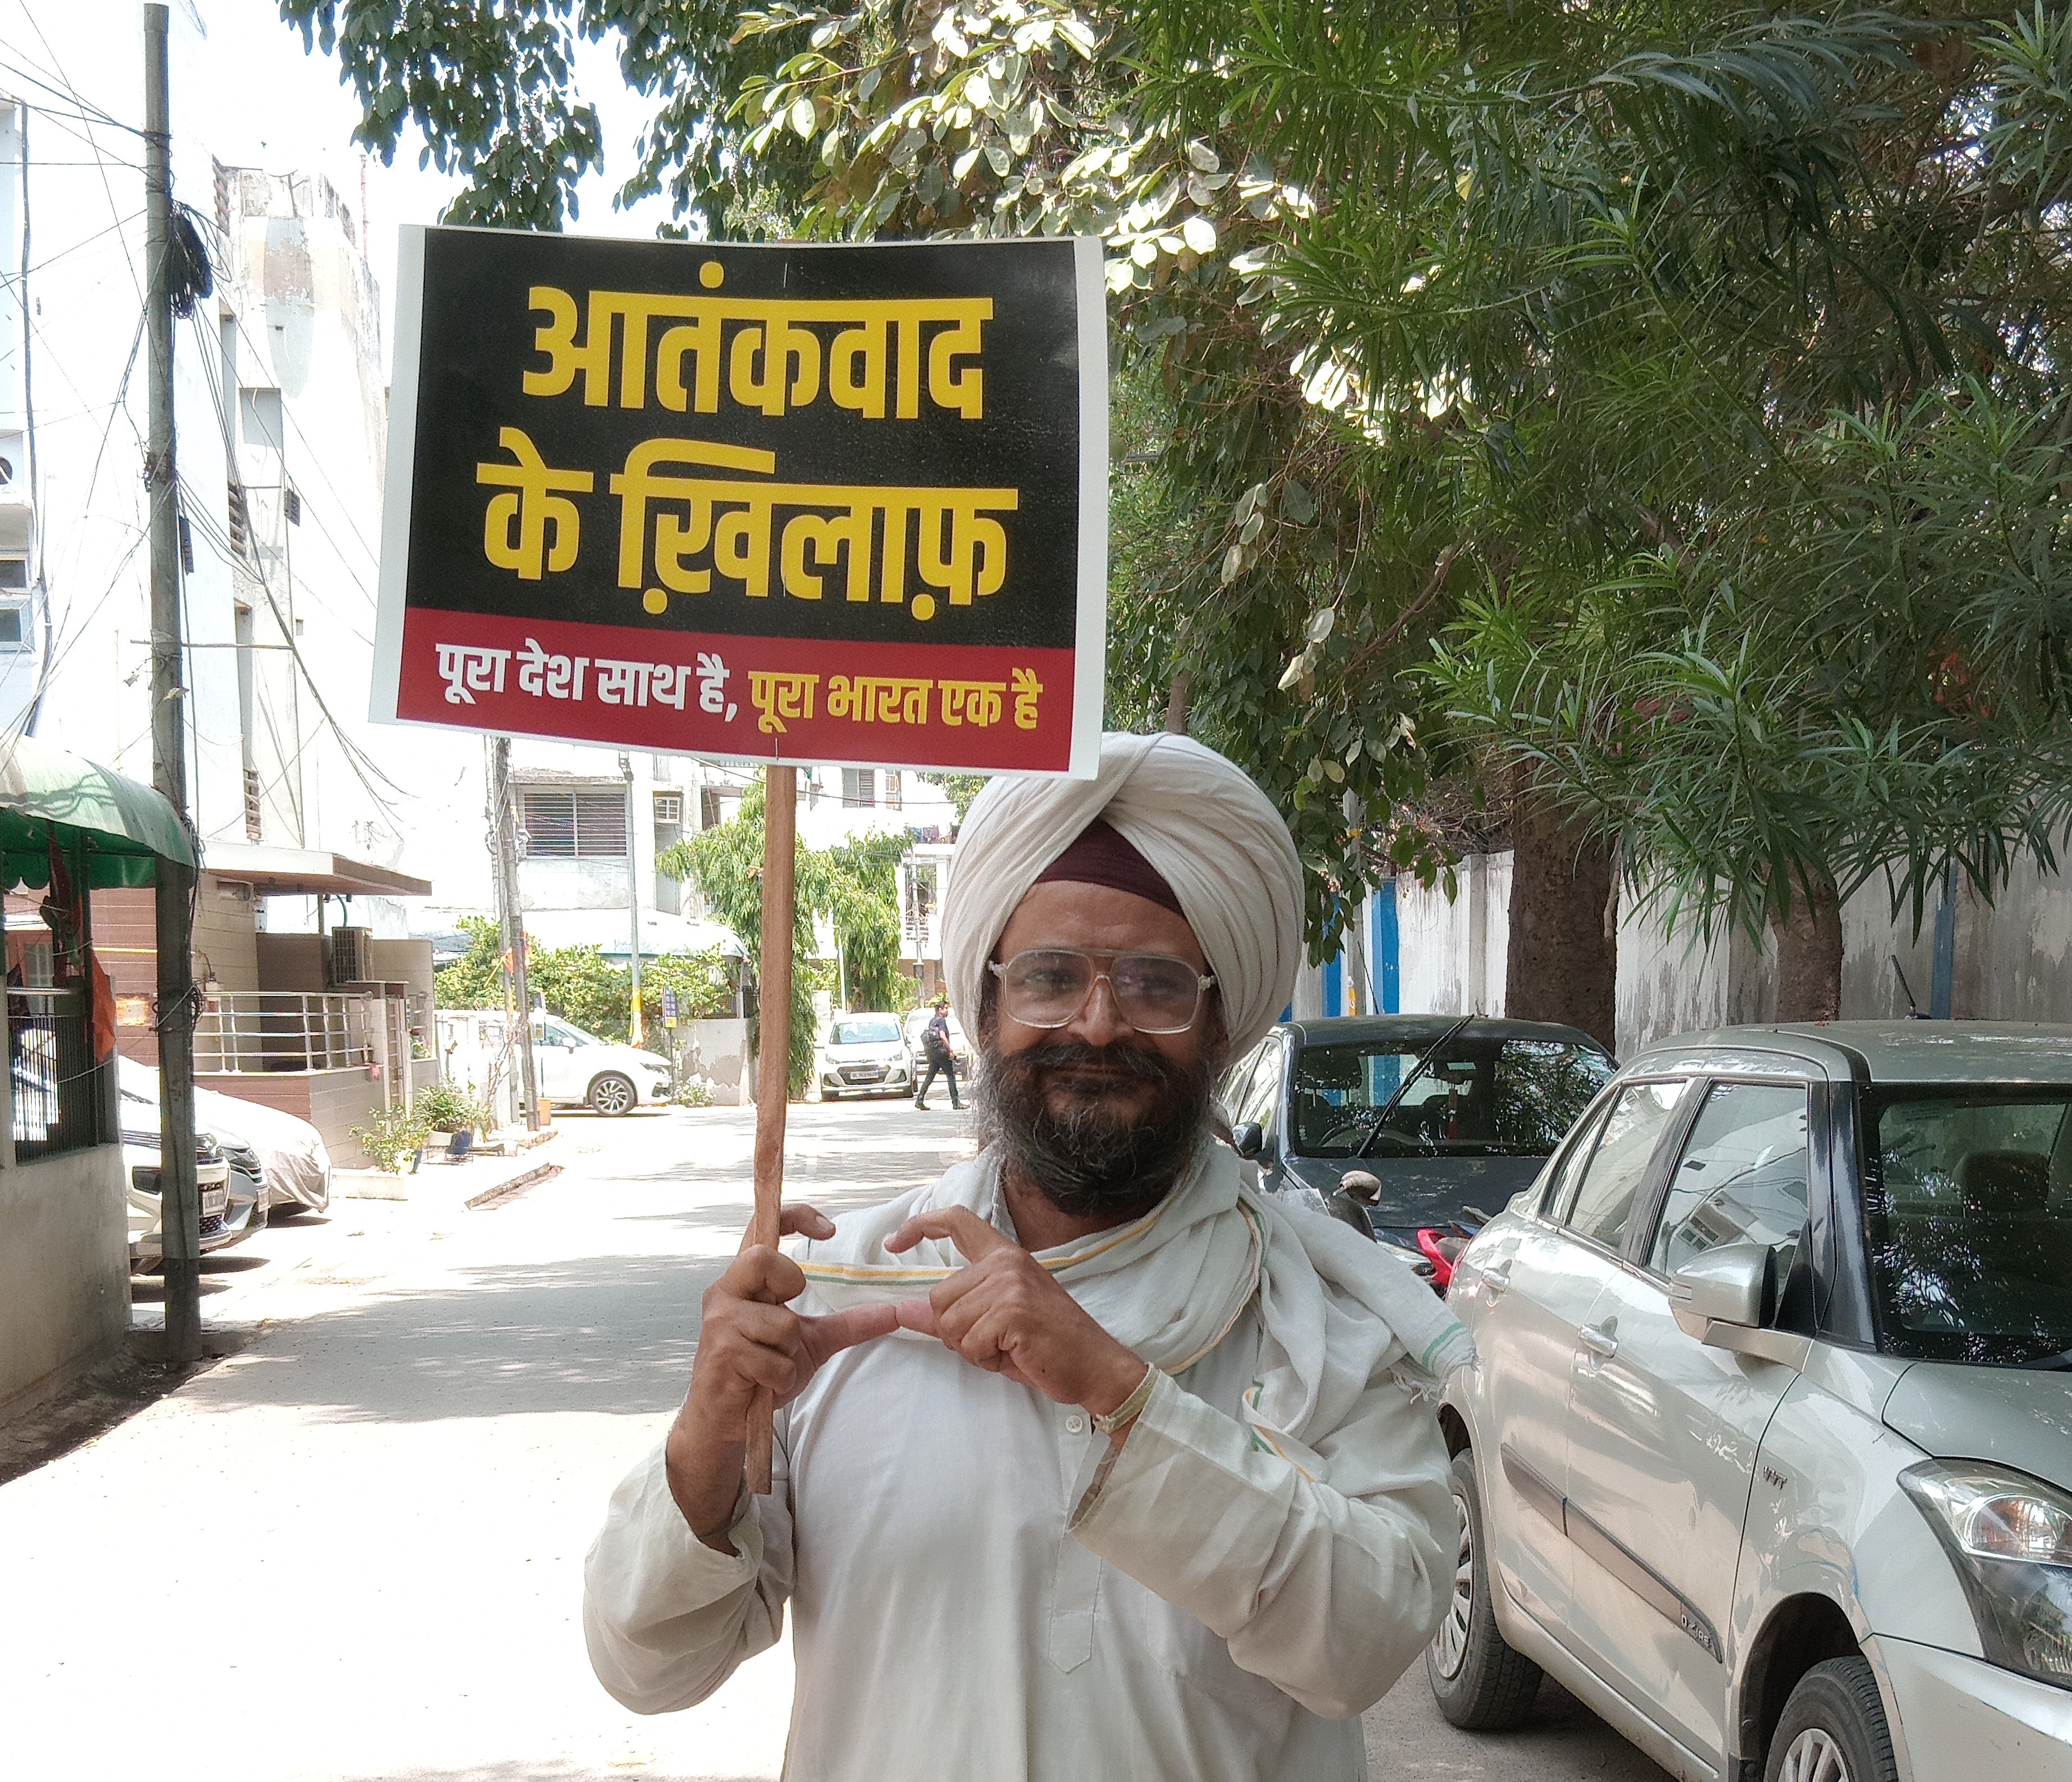 आतंकवाद
के ख़िलाफ़
पूरा देश साथ है, पूरा भारत एक है